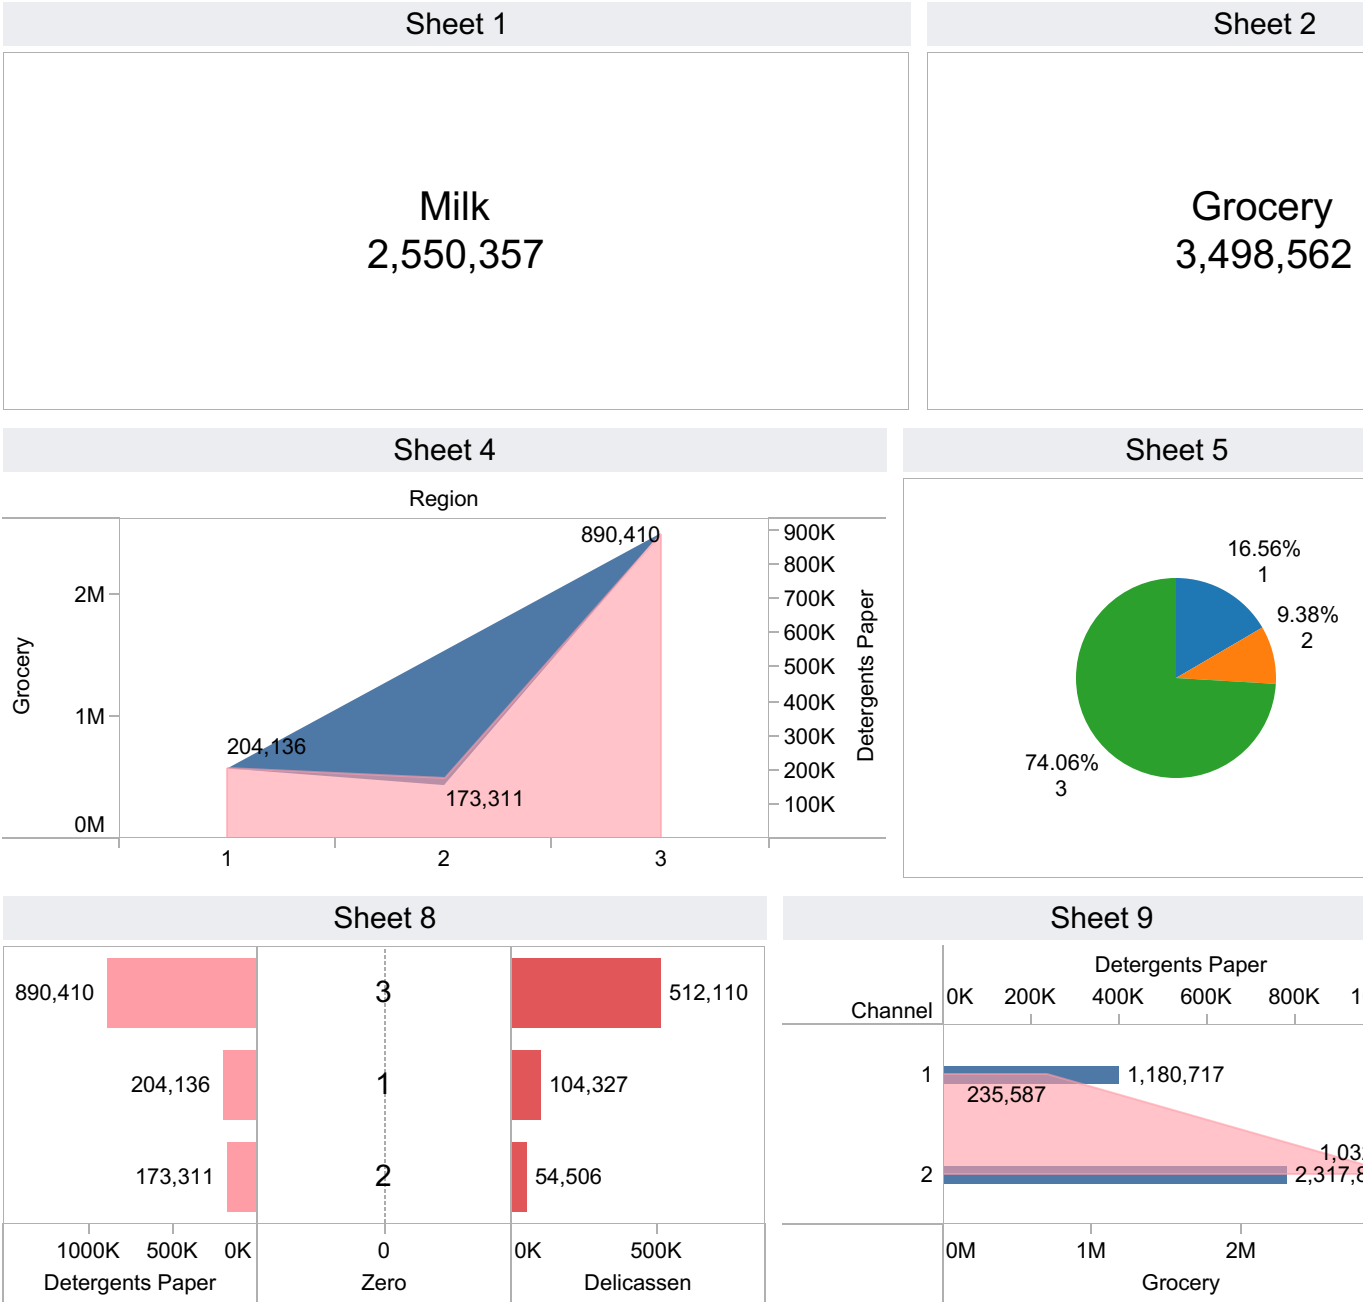 Sheet 1
Sheet 2
Milk
2,550,357
Grocery
3,498,562
Sheet 4
Sheet 5
Region
890,410
204,136
173,311
2M
1M
0M
Grocery
900K
800K
700K
600K
500K
400K
300K
200K
100K
Detergents Paper
1
2
3
16.56%
1
9.38%
2
74.06%
3
Sheet 8
Sheet 9
890,410
3
512,110
204,136
1
104,327
173,311
2
54,506
1000K 500K 0K
0
0K 500K
Detergents Paper
Zero
Delicassen
Detergents Paper
Channel
0K 200K 400K 600K 800K
1
1,180,717
235,587
2
0M 1M 2M
Grocery